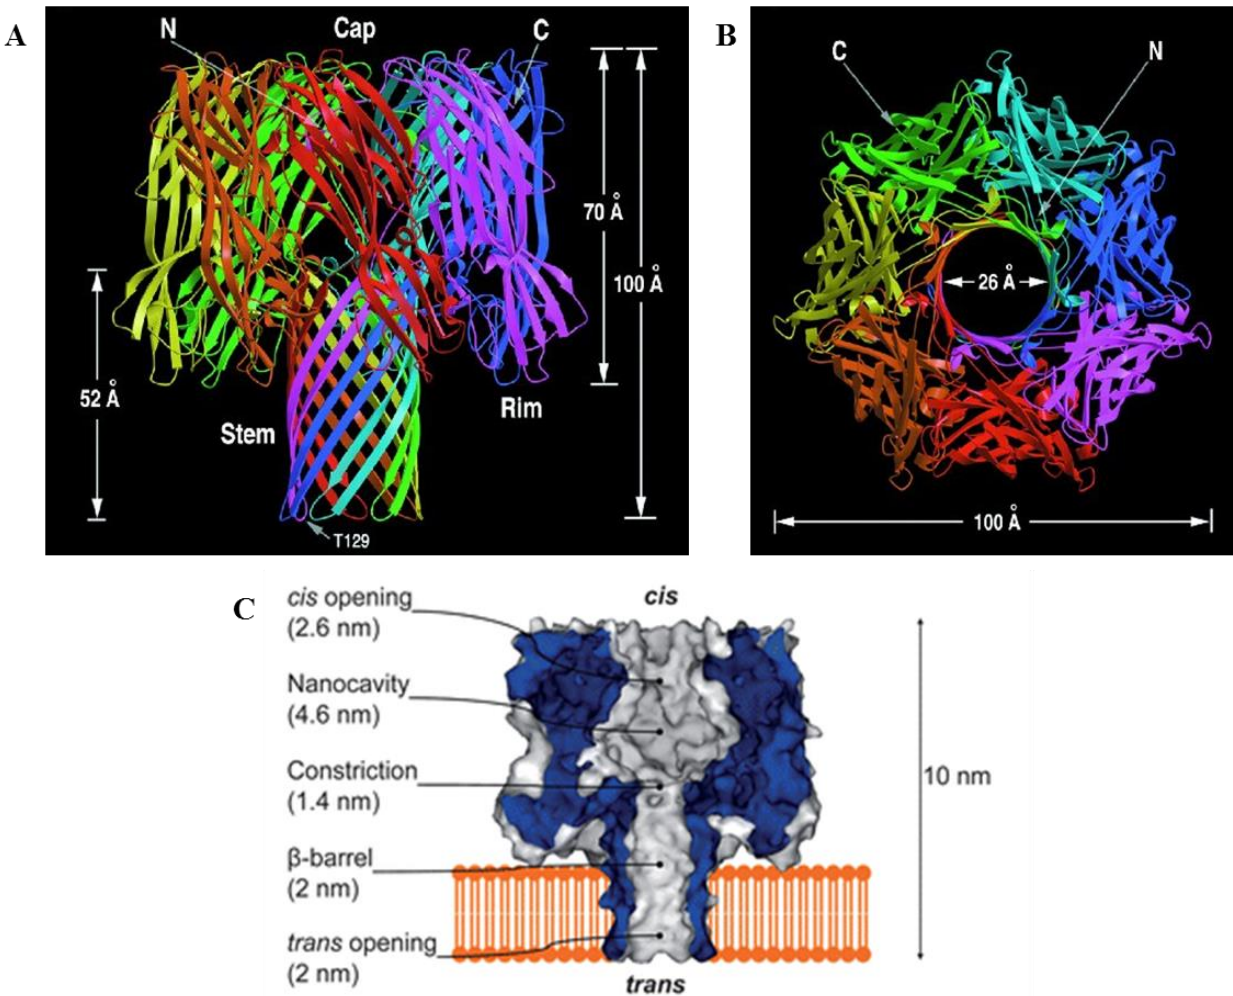 A
N
Cap
C
70 Å
100 Å
52 Å
Rim
Stem
T129
B
C
N
26 Å
100 Å
C
cis opening
(2.6 nm)
cis
Nanocavity
(4.6 nm)
Constriction
(1.4 nm)
10 nm
β-barrel
(2 nm)
trans opening
(2 nm)
trans